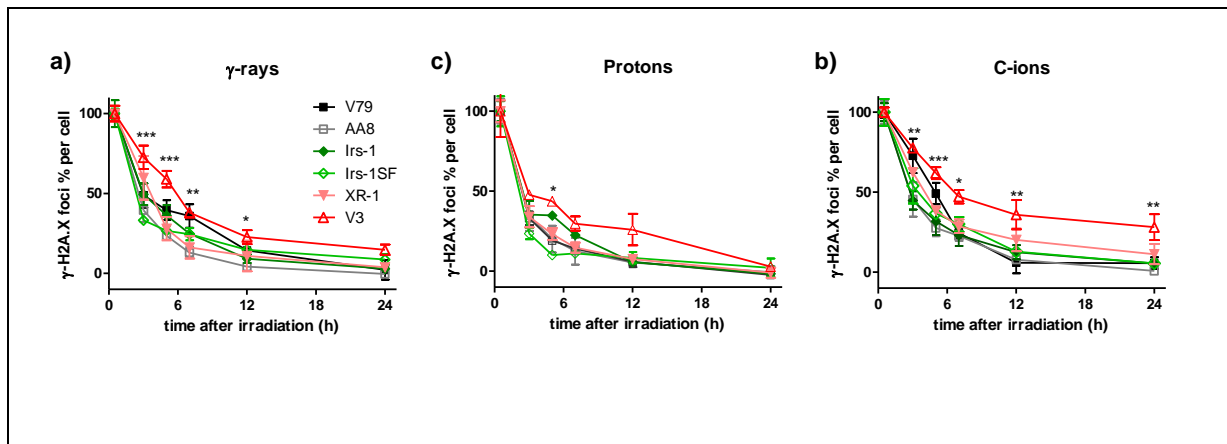 a)
γ-rays
γ-H2A.X foci % per cell
100
50
0
***
***
**
*
V79
AA8
Irs-1
Irs-1SF
XR-1
V3
0 6 12 18 24
time after irradiation (h)
c)
Protons
γ-H2A.X foci % per cell
100
50
0
*
0 6 12 18 24
time after irradiation (h)
b)
C-ions
γ-H2A.X foci % per cell
100
50
0
**
***
*
**
**
0 6 12 18 24
time after irradiation (h)